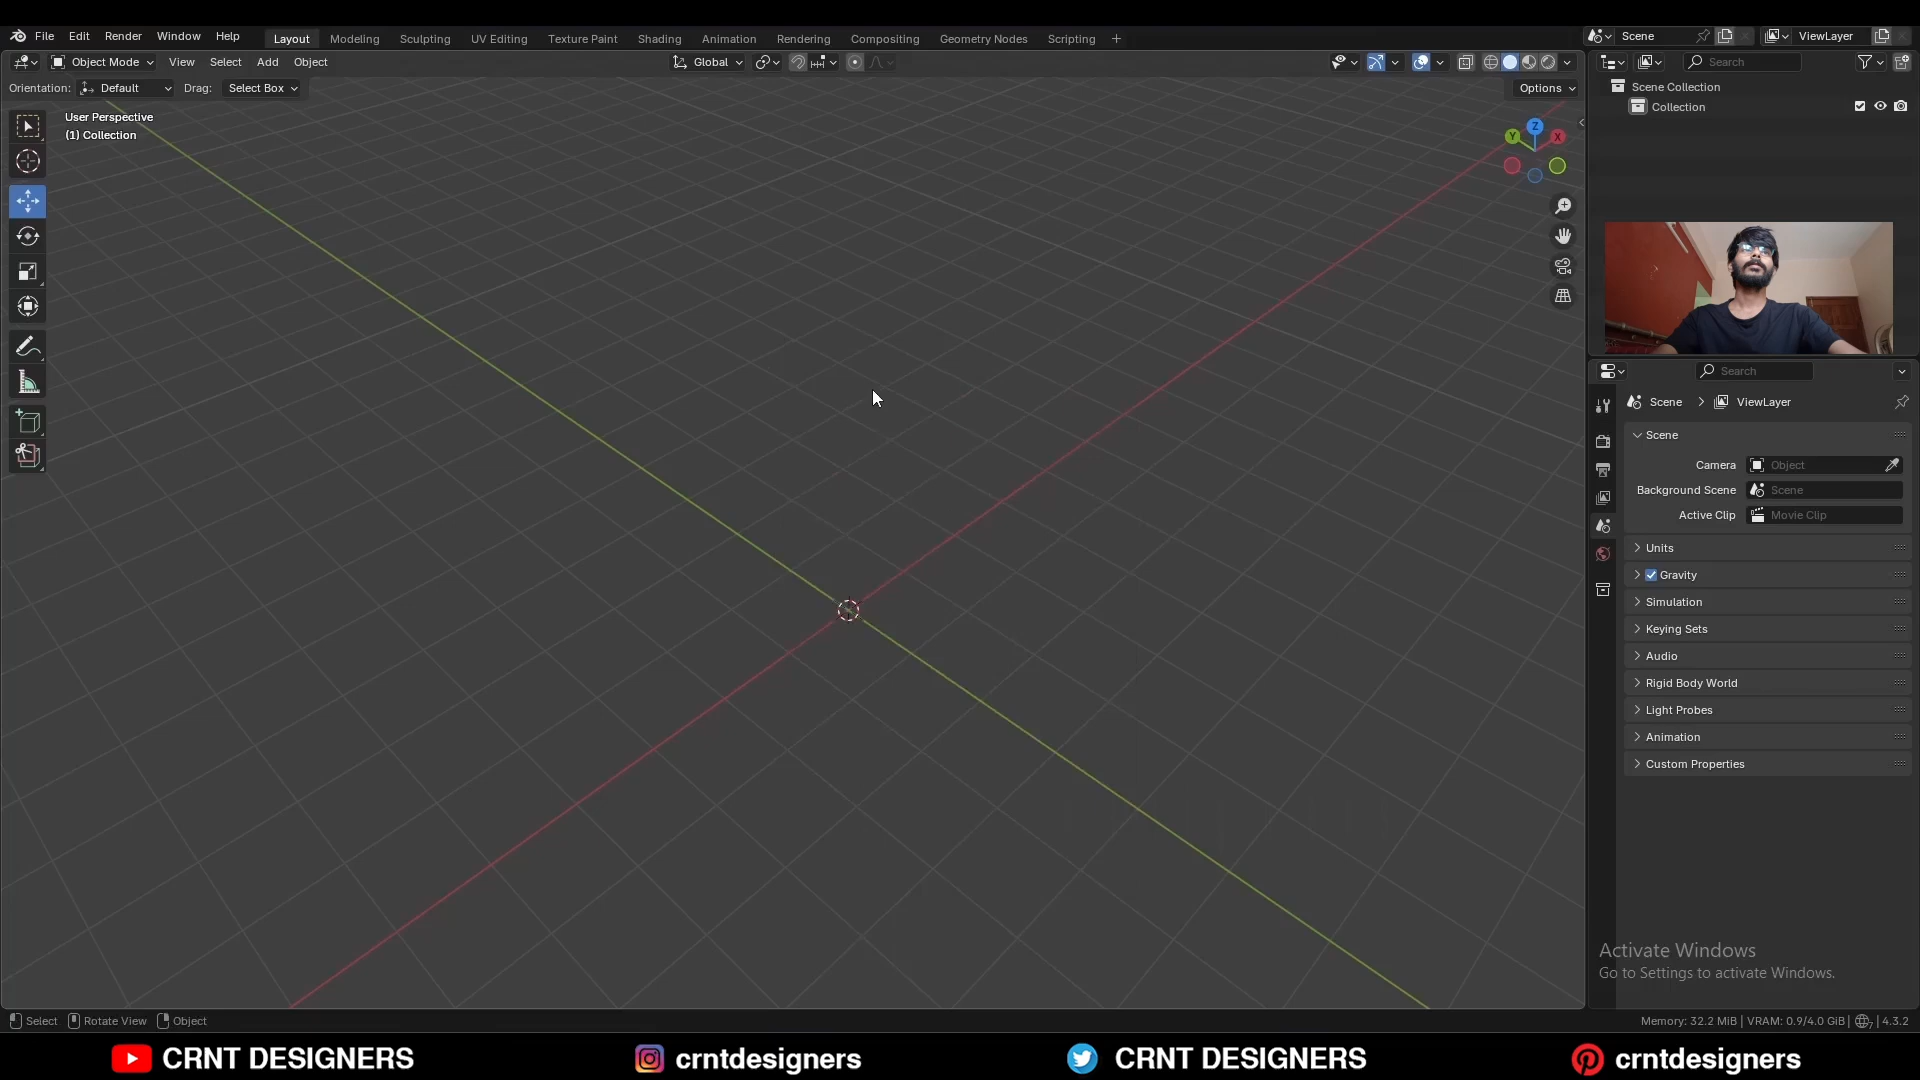 File Edit Render Window Help Layout Modeling Sculpting UV Editing Texture Paint Shading Animation Rendering Compositing Geometry Nodes Scripting + Scene ViewLayer
Object Mode View Select Add Object Global Search
Orientation: Default Drag: Select Box Options
User Perspective
(1) Collection
Z
Y
X
Scene Collection
Collection
Search
Scene ViewLayer
Scene
Camera Object
Background Scene Scene
Active Clip Movie Clip
Units
Gravity
Simulation
Keying Sets
Audio
Rigid Body World
Light Probes
Animation
Custom Properties
Activate Windows
Go to Settings to activate Windows.
Select Rotate View Object Memory: 32.2 MiB | VRAM: 0.9/4.0 GiB | 7 | 4.3.2
CRNT DESIGNERS crntdesigners CRNT DESIGNERS crntdesigners